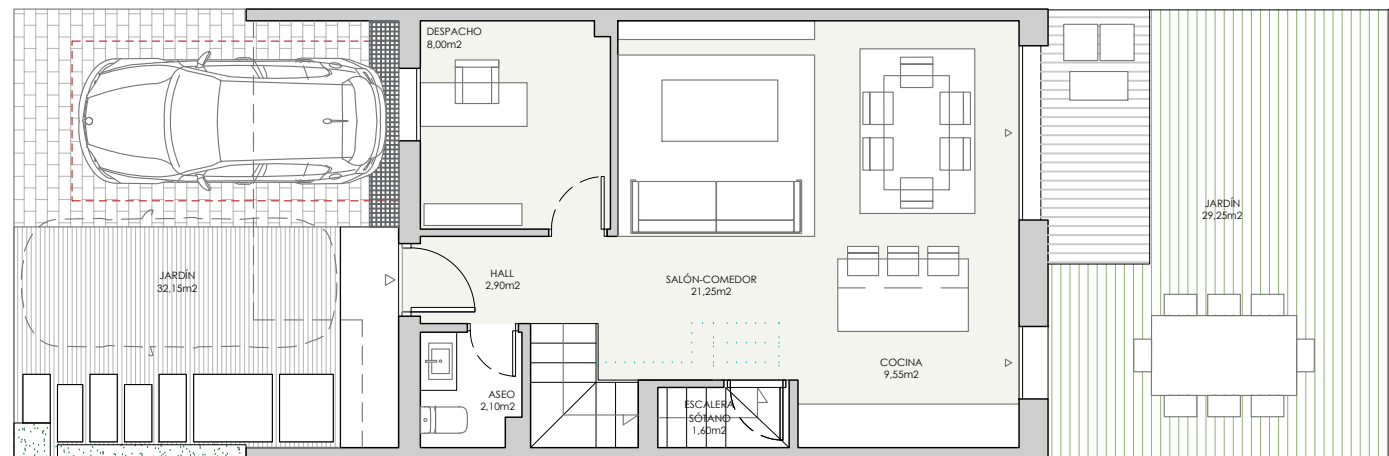 DESPACHO
8,00m2
JARDÍN
32,15m2
HALL
2,90m2
SALÓN-COMEDOR
21,25m2
JARDÍN
29,25m2
COCINA
9,55m2
ASEO
2,10m2
ESCALERA
SÓTANO
1,60m2